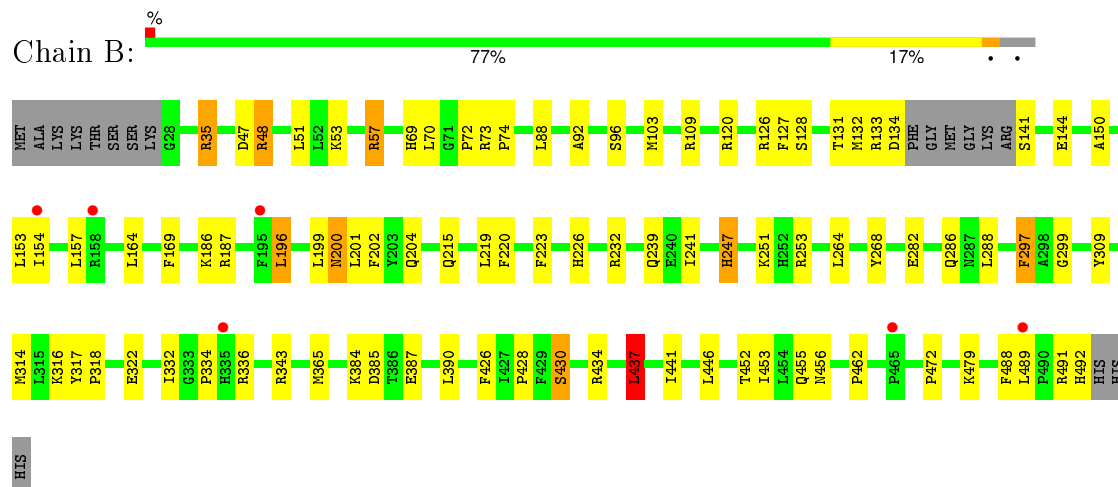 %
Chain B:
77% 17% • •
MET ALA LYS LYS THR SER SER LYS G28 R35 D47 R48 L51 L52 K53 R57 H69 L70 G71 P72 R73 P74 L88 A92 S96 M103 R109 R120 R126 F127 S128 T131 M132 R133 D134 PHE GLY MET GLY LYS ARG S141 E144 A150
L153 I154 L157 R158 L164 F169 K186 R187 F195 L196 L199 N200 L201 F202 Y203 Q204 Q215 L219 F220 F223 H226 R232 Q239 E240 I241 H247 K251 H252 R253 L264 Y268 E282 Q286 N287 L288 F297 A298 G299 Y309
M314 L315 K316 Y317 P318 E322 I332 G333 P334 H335 R336 R343 M365 K384 D385 T386 E387 L390 F426 I427 P428 F429 S430 R434 L437 I441 L446 T452 I453 L454 Q455 N456 P462 P465 P472 K479 F488 L489 P490 R491 H492 HIS HIS
HIS